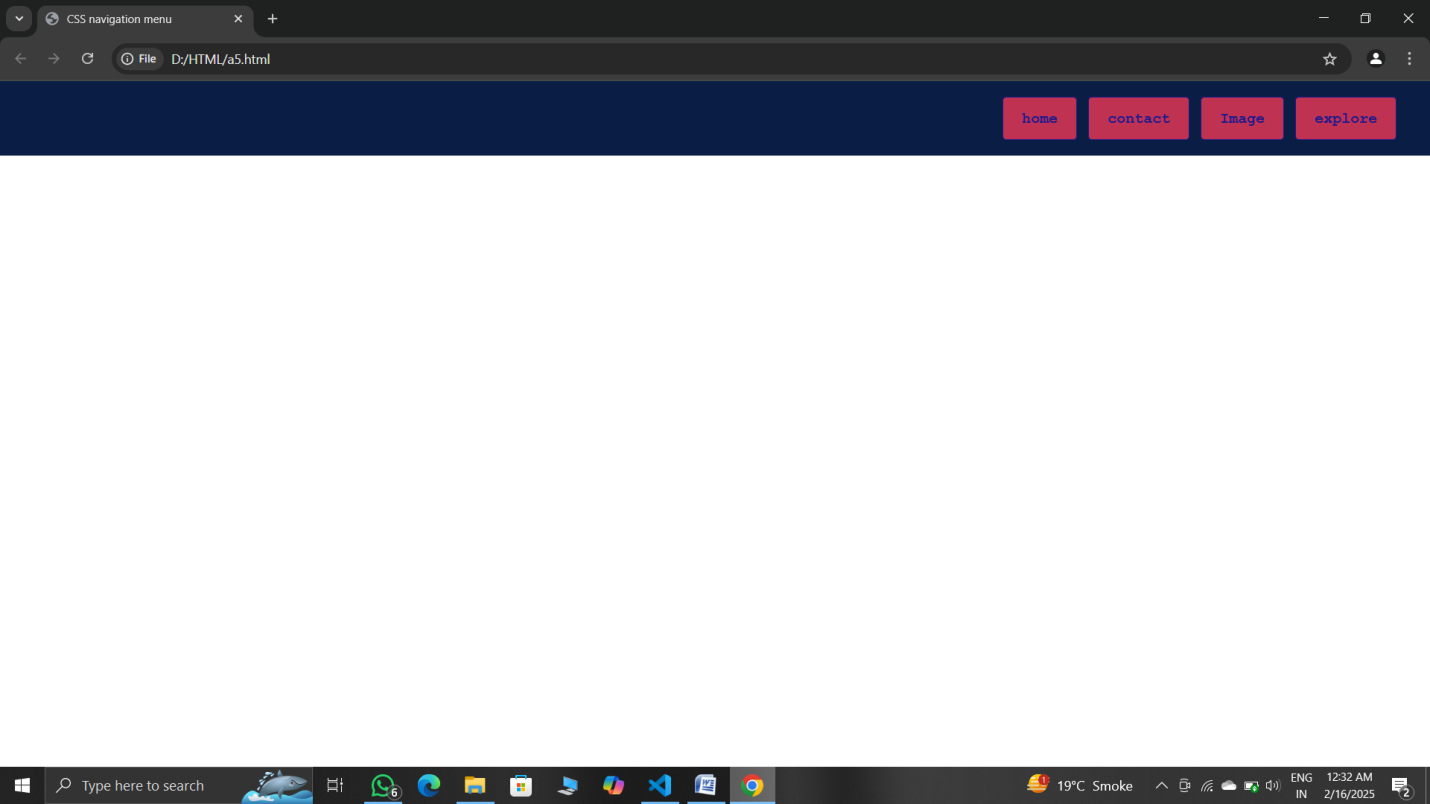 CSS navigation menu
File D:/HTML/a5.html
home contact Image explore
Type here to search
6
1
19°C Smoke
ENG
IN
12:32 AM
2/16/2025
2